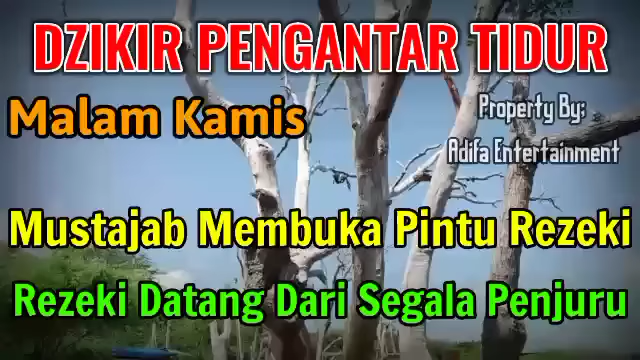 DZIKIR PENGANTAR TIDUR
Malam Kamis
Property By;
Adifa Entertainment
Mustajab Membuka Pintu Rezeki
Rezeki Datang Dari Segala Penjuru